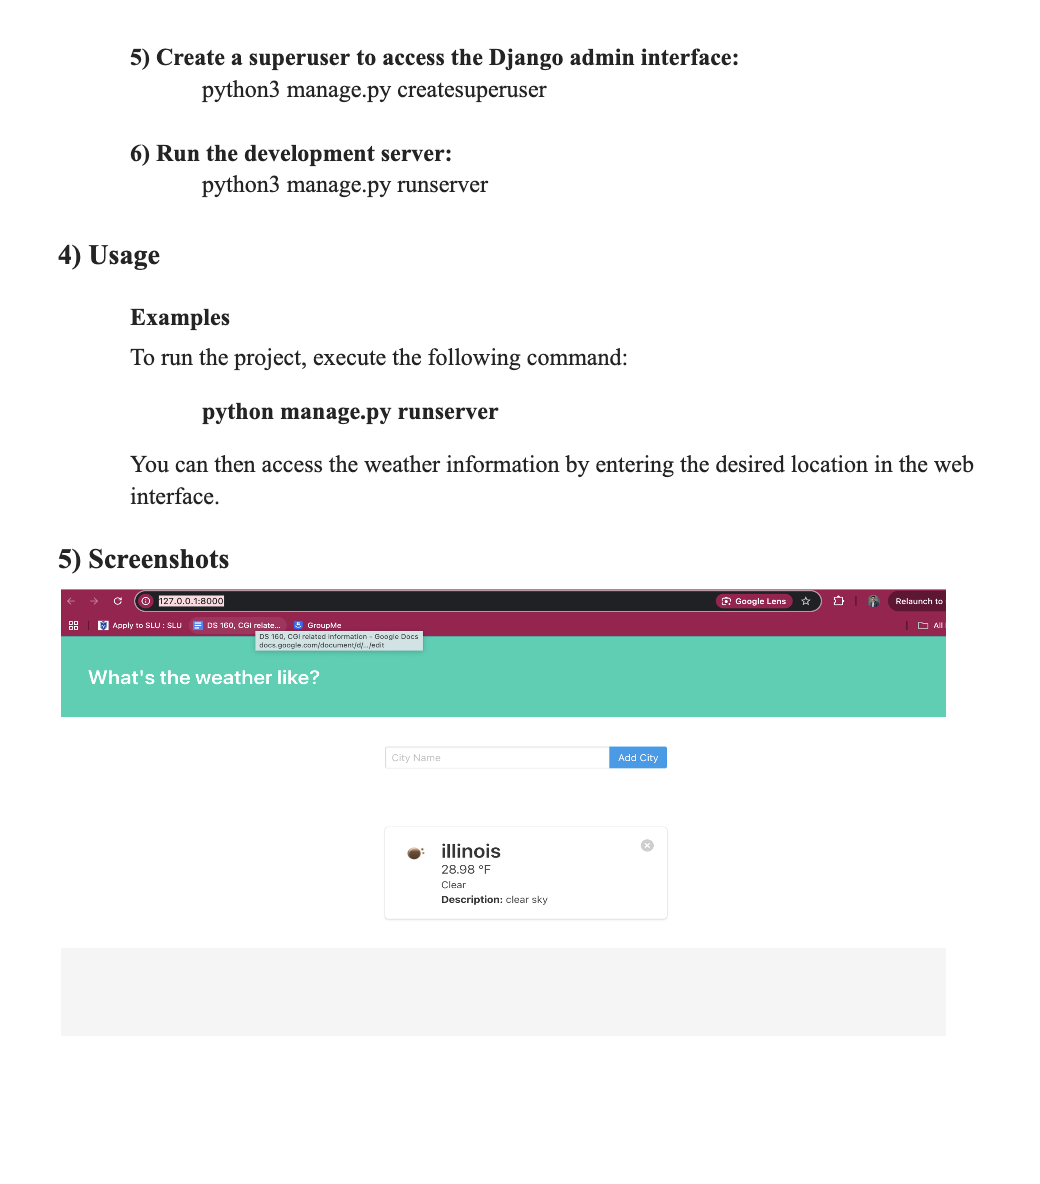 5) Create a superuser to access the Django admin interface:
python3 manage.py createsuperuser
6) Run the development server:
python3 manage.py runserver
4) Usage
Examples
To run the project, execute the following command:
python manage.py runserver
You can then access the weather information by entering the desired location in the web
interface.
5) Screenshots
127.0.0.1:8000 Google Lens Relaunch to
Apply to SLU : SLU DS 160, CGI relate... GroupMe All
DS 160, CGI related information - Google Docs
docs.google.com/document/d/.../edit
What's the weather like?
City Name Add City
illinois
28.98 °F
Clear
Description: clear sky